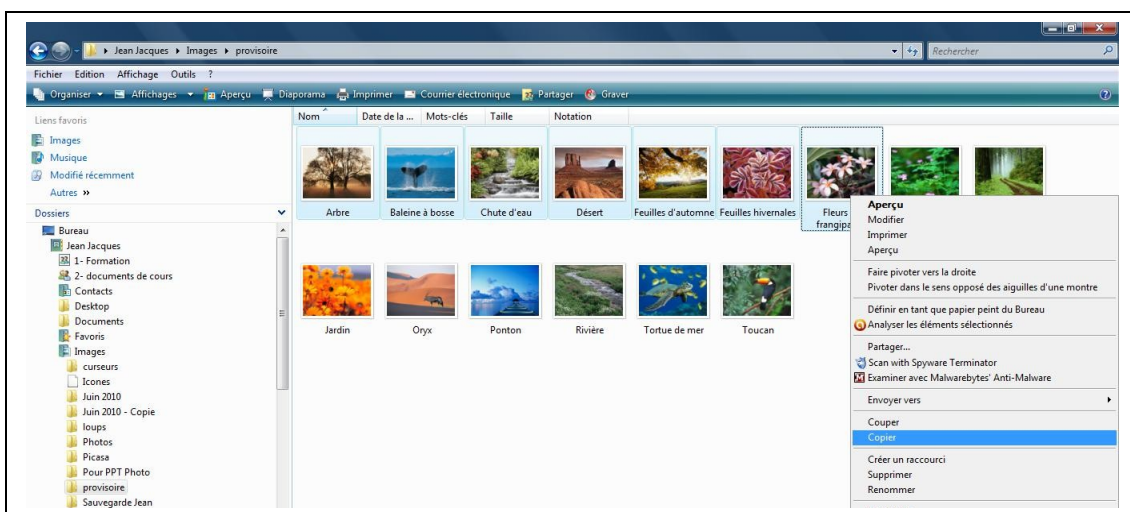 Jean Jacques ▸ Images ▸ provisoire
Rechercher
Fichier Edition Affichage Outils ?
Organiser Affichages Aperçu Diaporama Imprimer Courrier électronique Partager Graver
Liens favoris
Images
Musique
Modifié récemment
Autres »
Dossiers
Bureau
Jean Jacques
1- Formation
2- documents de cours
Contacts
Desktop
Documents
Favoris
Images
curseurs
Icones
Juin 2010
Juin 2010 - Copie
loups
Photos
Picasa
Pour PPT Photo
provisoire
Sauvegarde Jean
Nom Date de la ... Mots-clés Taille Notation
Arbre Baleine à bosse Chute d'eau Désert Feuilles d'automne Feuilles hivernales Fleurs
frangipa
Jardin Oryx Ponton Rivière Tortue de mer Toucan
Aperçu
Modifier
Imprimer
Aperçu
Faire pivoter vers la droite
Pivoter dans le sens opposé des aiguilles d'une montre
Définir en tant que papier peint du Bureau
Analyser les éléments sélectionnés
Partager...
Scan with Spyware Terminator
Examiner avec Malwarebytes' Anti-Malware
Envoyer vers
Couper
Copier
Créer un raccourci
Supprimer
Renommer